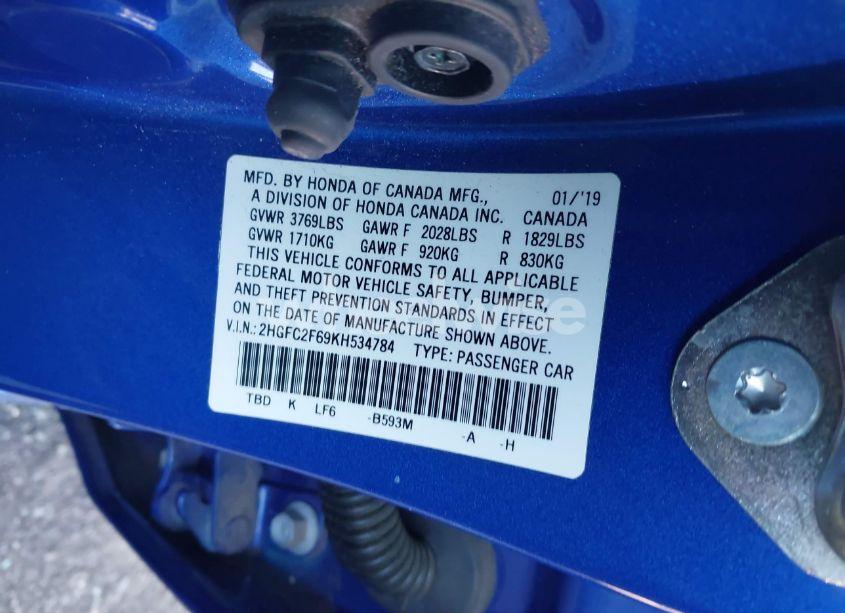 MFD. BY HONDA OF CANADA MFG., 01/'19
A DIVISION OF HONDA CANADA INC. CANADA
GVWR 3769LBS GAWR F 2028LBS R 1829LBS
GVWR 1710KG GAWR F 920KG R 830KG
THIS VEHICLE CONFORMS TO ALL APPLICABLE
FEDERAL MOTOR VEHICLE SAFETY, BUMPER,
AND THEFT PREVENTION STANDARDS IN EFFECT
ON THE DATE OF MANUFACTURE SHOWN ABOVE.
V.I.N.: 2HGFC2F69KH534784 TYPE: PASSENGER CAR
TBD K LF6 -B593M -A -H